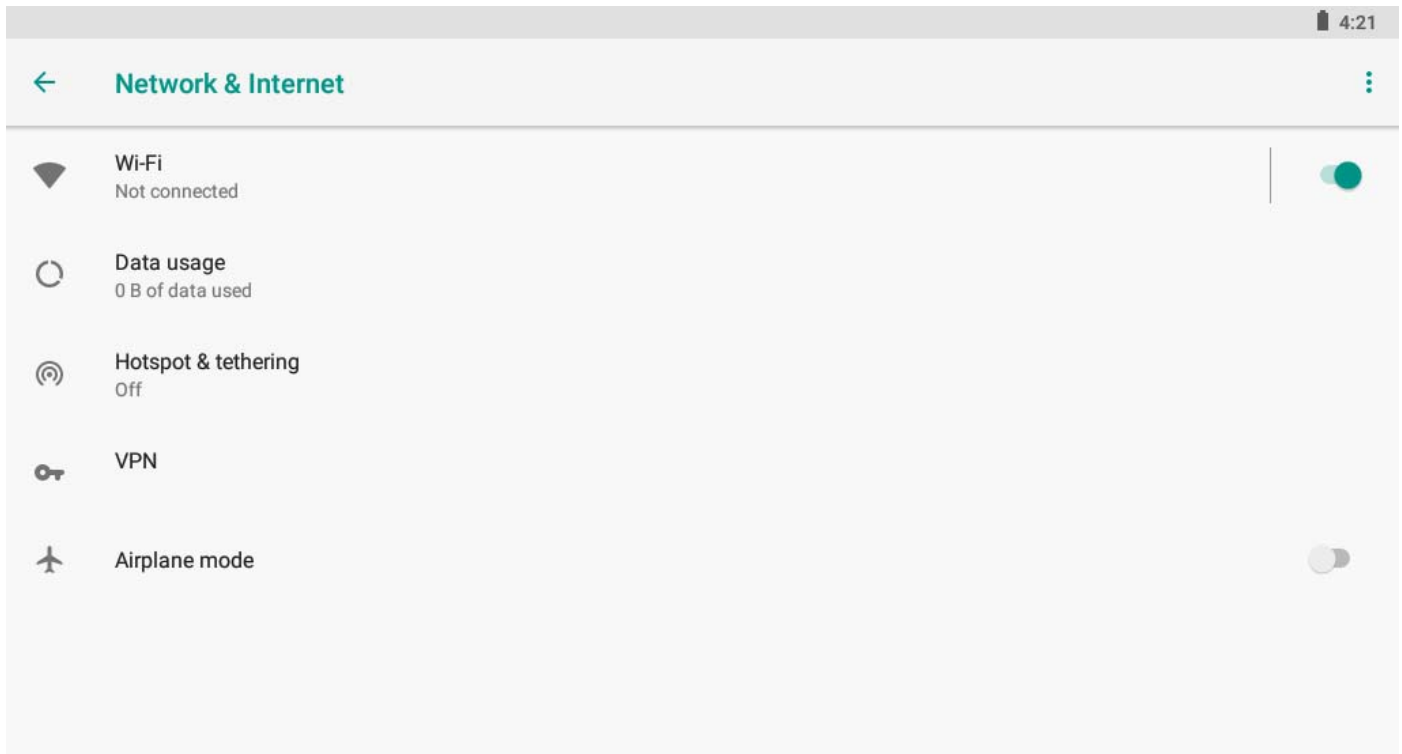 4:21
Network & Internet
Wi-Fi
Not connected
Data usage
0 B of data used
Hotspot & tethering
Off
VPN
Airplane mode